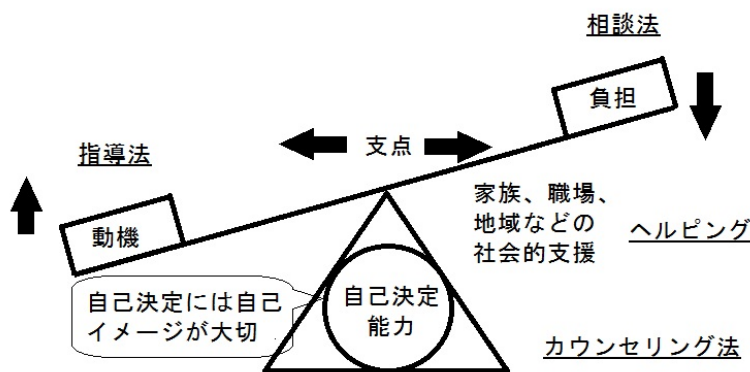 相談法
負担
支点
指導法
動機
家族、職場、
地域などの
社会的支援
ヘルピング
自己決定には自己
イメージが大切
自己決定
能力
カウンセリング法